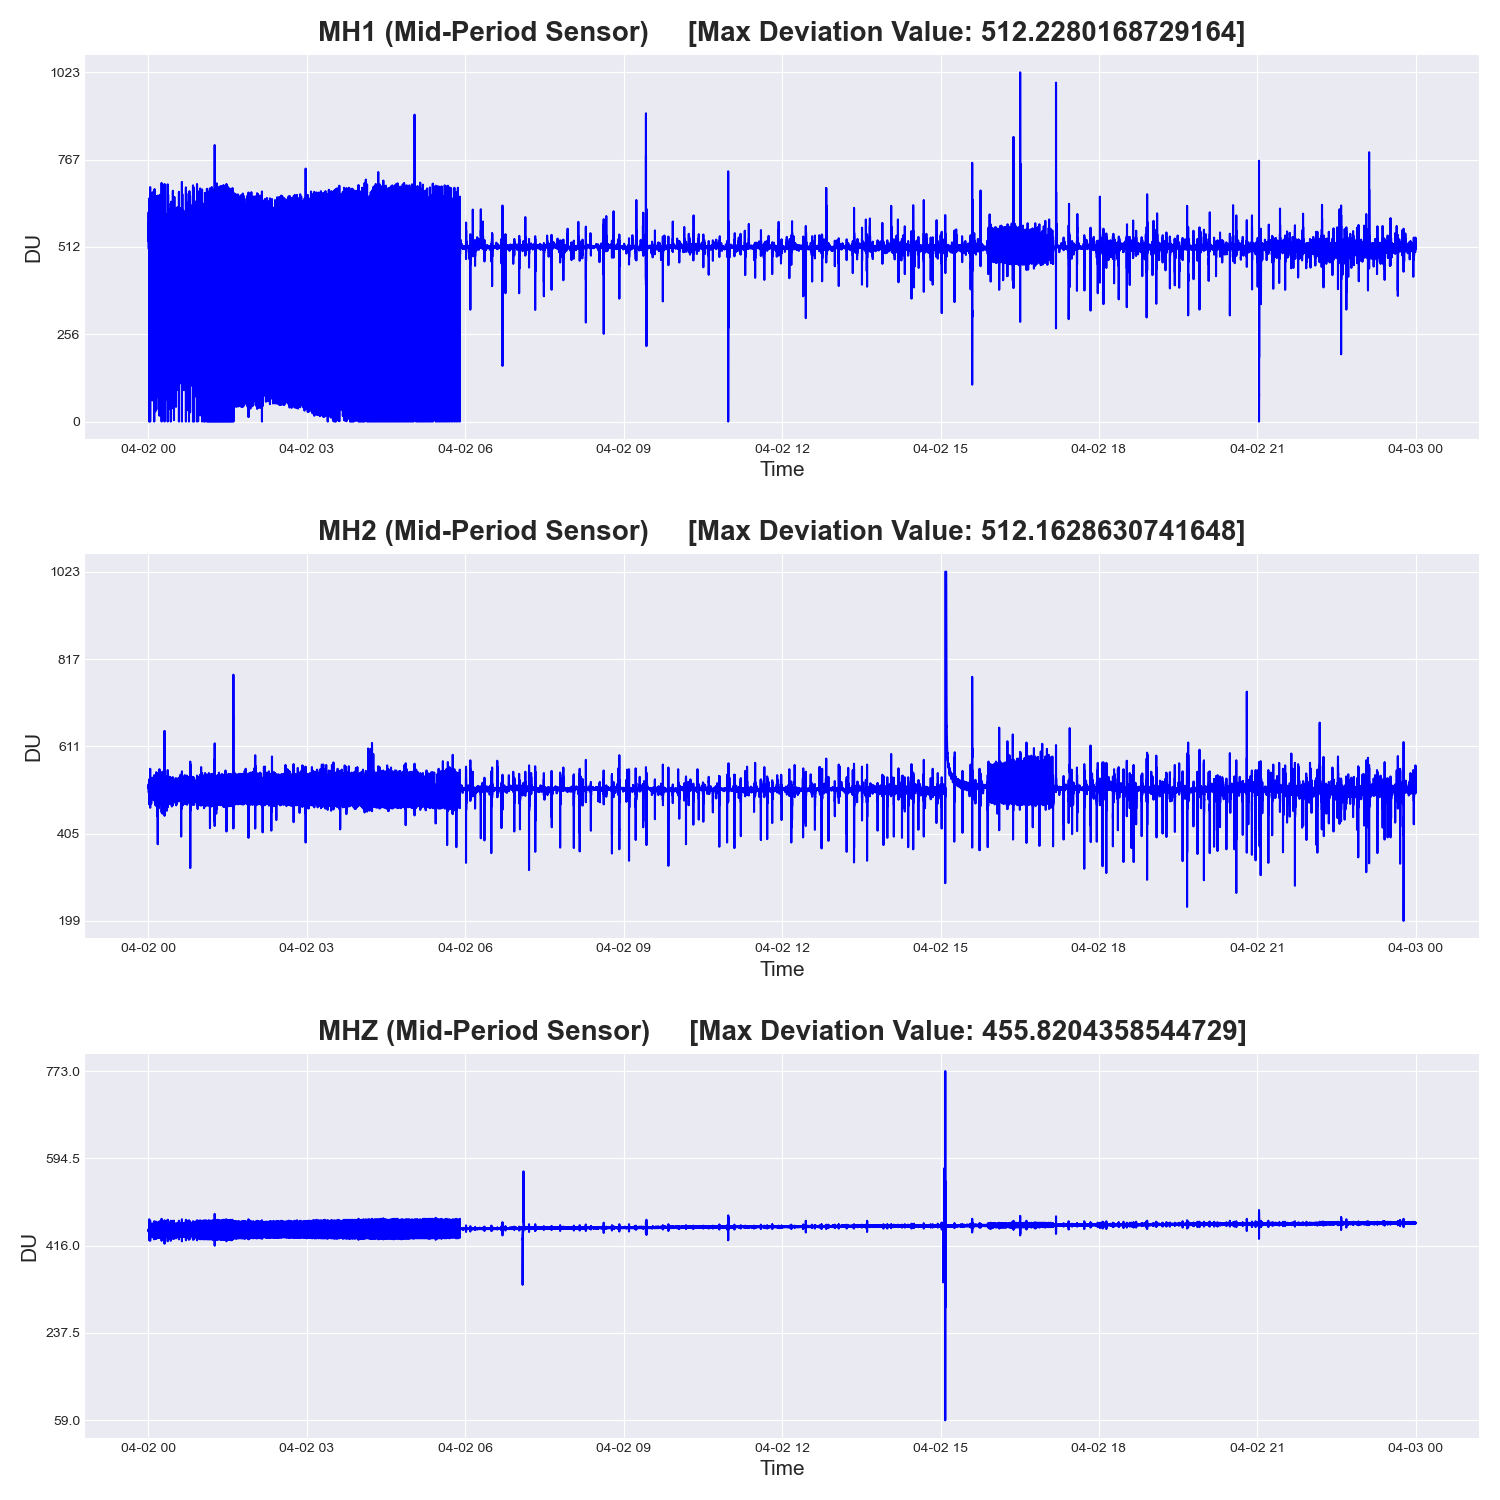 MH1 (Mid-Period Sensor) [Max Deviation Value: 512.2280168729164]
1023
767
512
256
0
DU
04-02 00 04-02 03 04-02 06 04-02 09 04-02 12 04-02 15 04-02 18 04-02 21 04-03 00
Time
MH2 (Mid-Period Sensor) [Max Deviation Value: 512.1628630741648]
1023
817
611
405
199
DU
04-02 00 04-02 03 04-02 06 04-02 09 04-02 12 04-02 15 04-02 18 04-02 21 04-03 00
Time
MHZ (Mid-Period Sensor) [Max Deviation Value: 455.8204358544729]
773.0
594.5
416.0
237.5
59.0
DU
04-02 00 04-02 03 04-02 06 04-02 09 04-02 12 04-02 15 04-02 18 04-02 21 04-03 00
Time